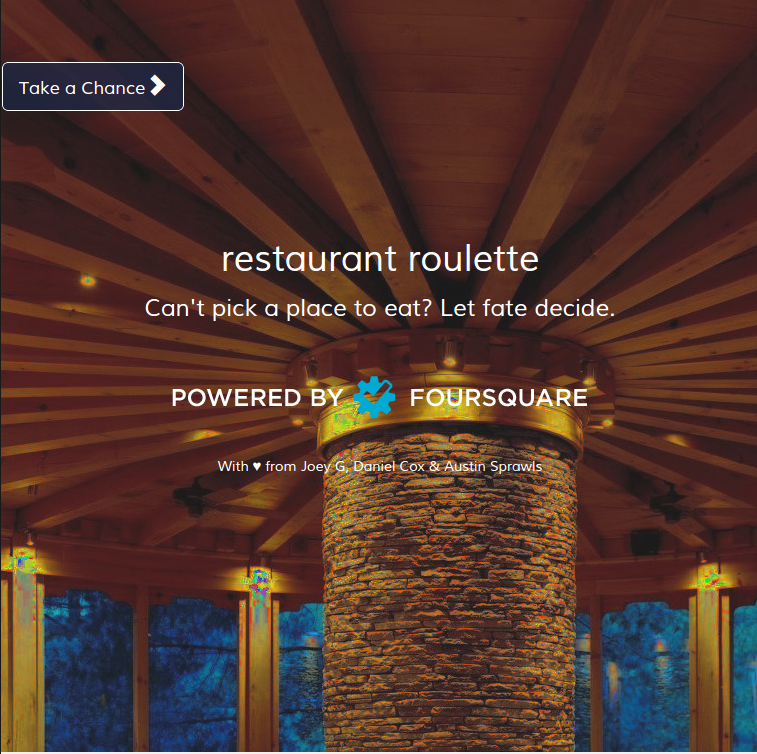 Take a Chance
restaurant roulette
Can't pick a place to eat? Let fate decide.
POWERED BY FOURSQUARE
With ♥ from Joey G, Daniel Cox & Austin Sprawls